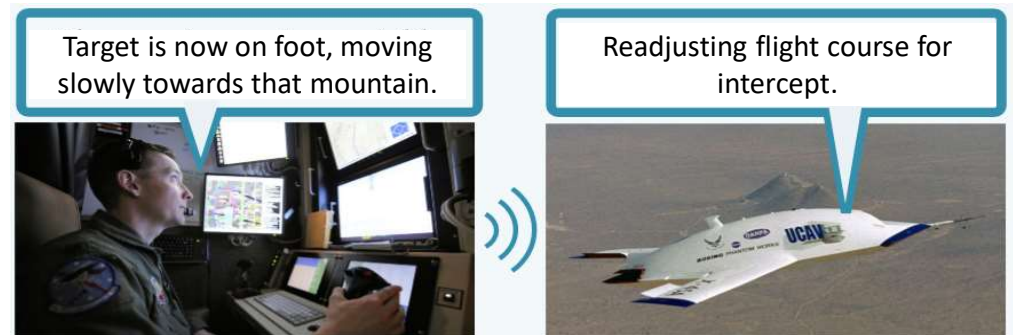 Target is now on foot, moving
slowly towards that mountain.
Readjusting flight course for
intercept.
UCAV
DARPA
BOEING PHANTOM WORKS
X-45A